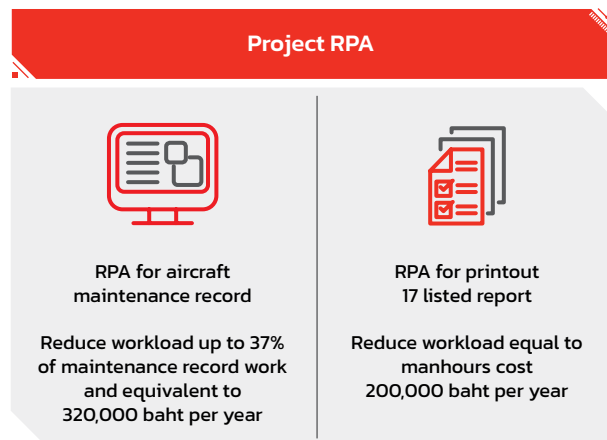 Project RPA
RPA for aircraft
maintenance record
Reduce workload up to 37%
of maintenance record work
and equivalent to
320,000 baht per year
RPA for printout
17 listed report
Reduce workload equal to
manhours cost
200,000 baht per year